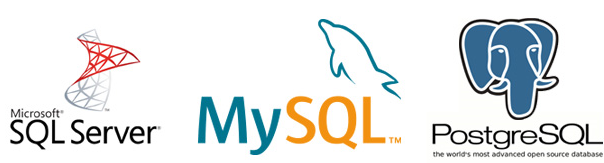 Microsoft®
SQL Server®
MySQL™
PostgreSQL
the world's most advanced open source database